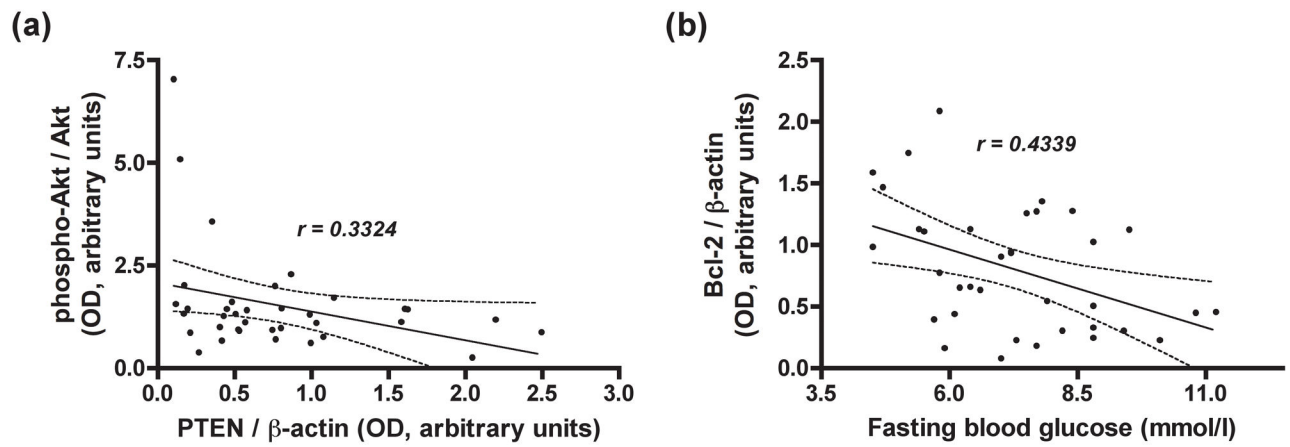 (a)
phospho-Akt / Akt
(OD, arbitrary units)
7.5
5.0
2.5
0.0
r = 0.3324
0.0 0.5 1.0 1.5 2.0 2.5 3.0
PTEN / β-actin (OD, arbitrary units)
(b)
Bcl-2 / β-actin
(OD, arbitrary units)
2.5
2.0
1.5
1.0
0.5
0.0
r = 0.4339
3.5 6.0 8.5 11.0
Fasting blood glucose (mmol/l)